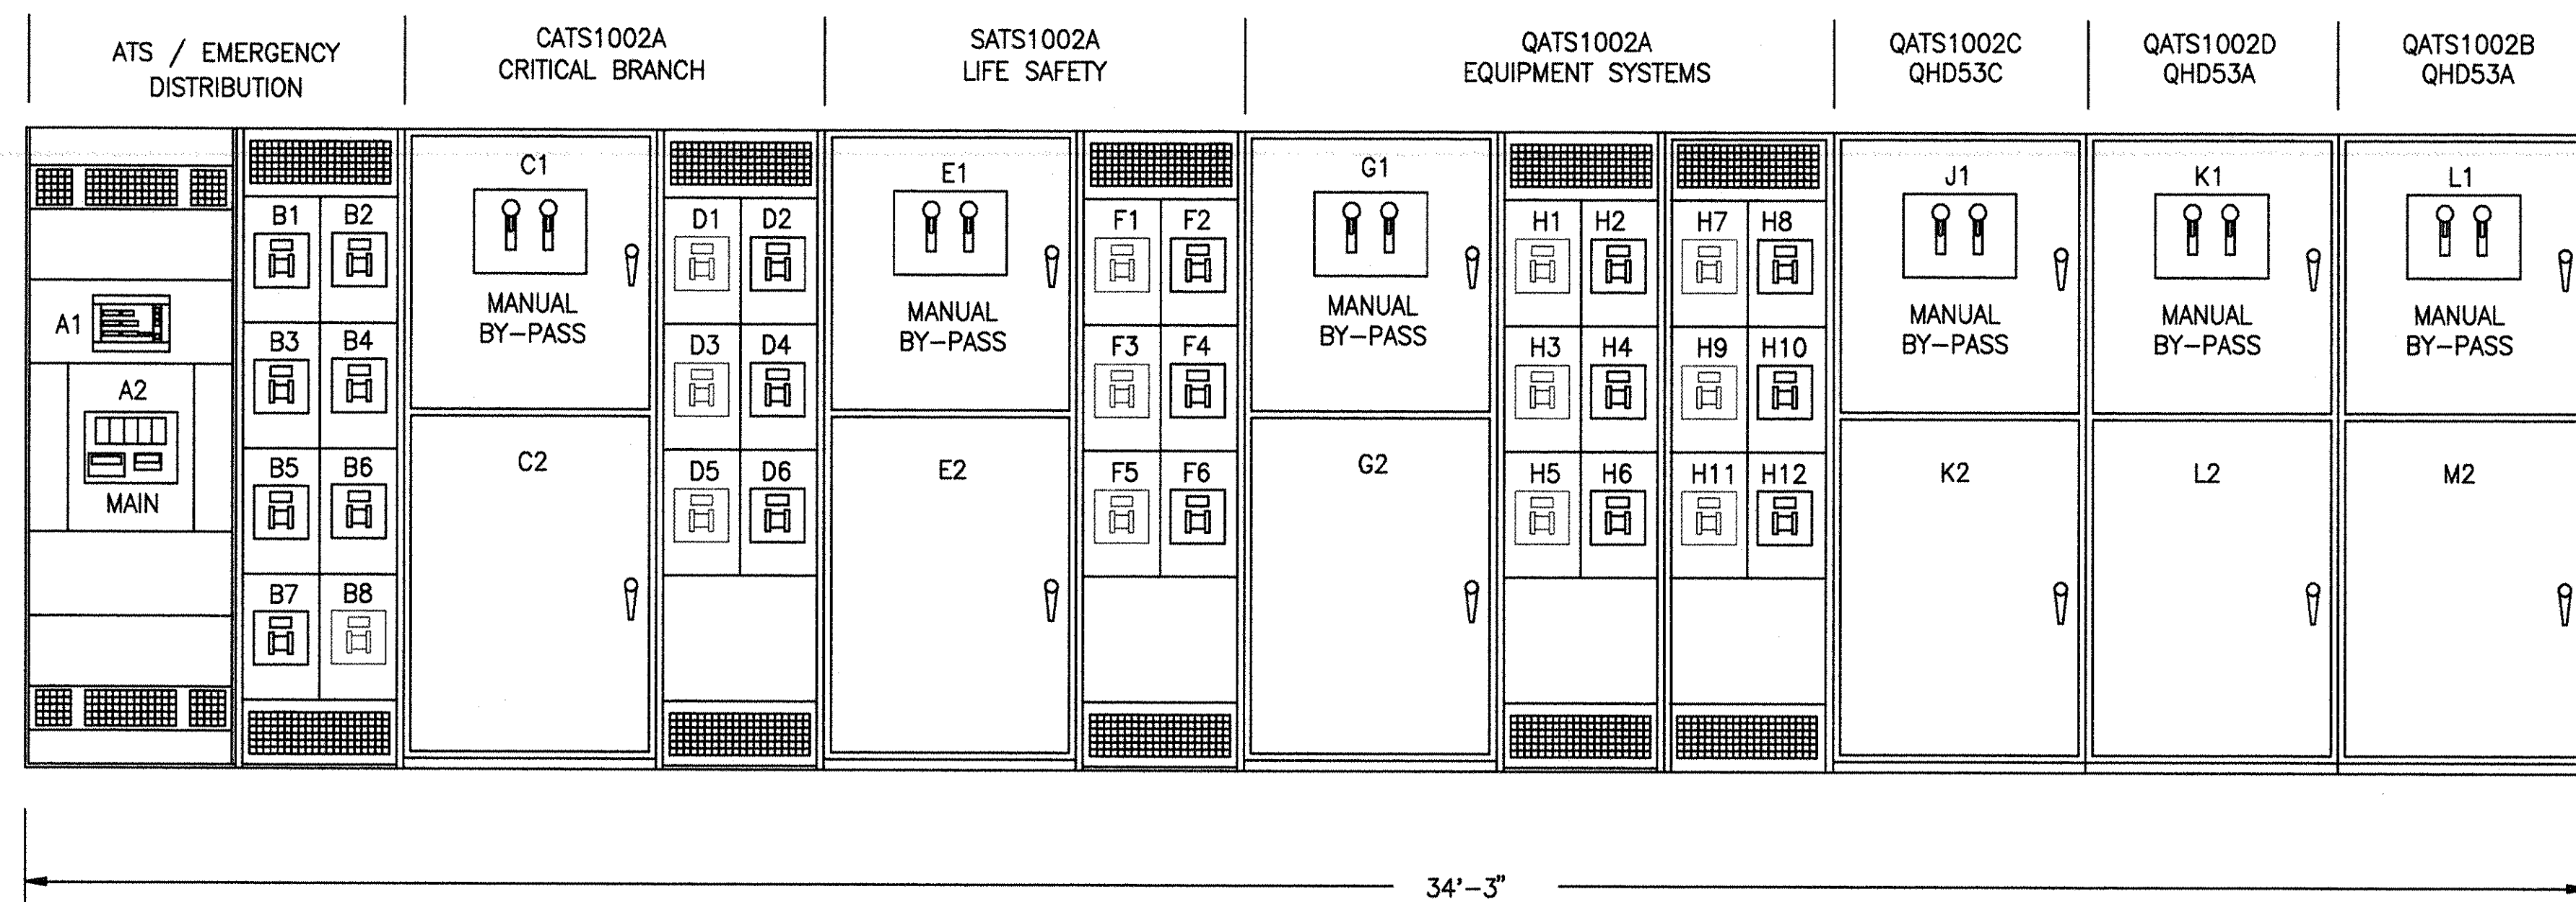 ATS / EMERGENCY
DISTRIBUTION
CATS1002A
CRITICAL BRANCH
SATS1002A
LIFE SAFETY
QATS1002A
EQUIPMENT SYSTEMS
QATS1002C
QHD53C
QATS1002D
QHD53A
QATS1002B
QHD53A
A1
A2
MAIN
B1 B2
B3 B4
B5 B6
B7 B8
C1
MANUAL
BY-PASS
C2
D1 D2
D3 D4
D5 D6
E1
MANUAL
BY-PASS
E2
F1 F2
F3 F4
F5 F6
G1
MANUAL
BY-PASS
G2
H1 H2
H3 H4
H5 H6
H7 H8
H9 H10
H11 H12
J1
MANUAL
BY-PASS
K2
K1
MANUAL
BY-PASS
L2
L1
MANUAL
BY-PASS
M2
34'-3"